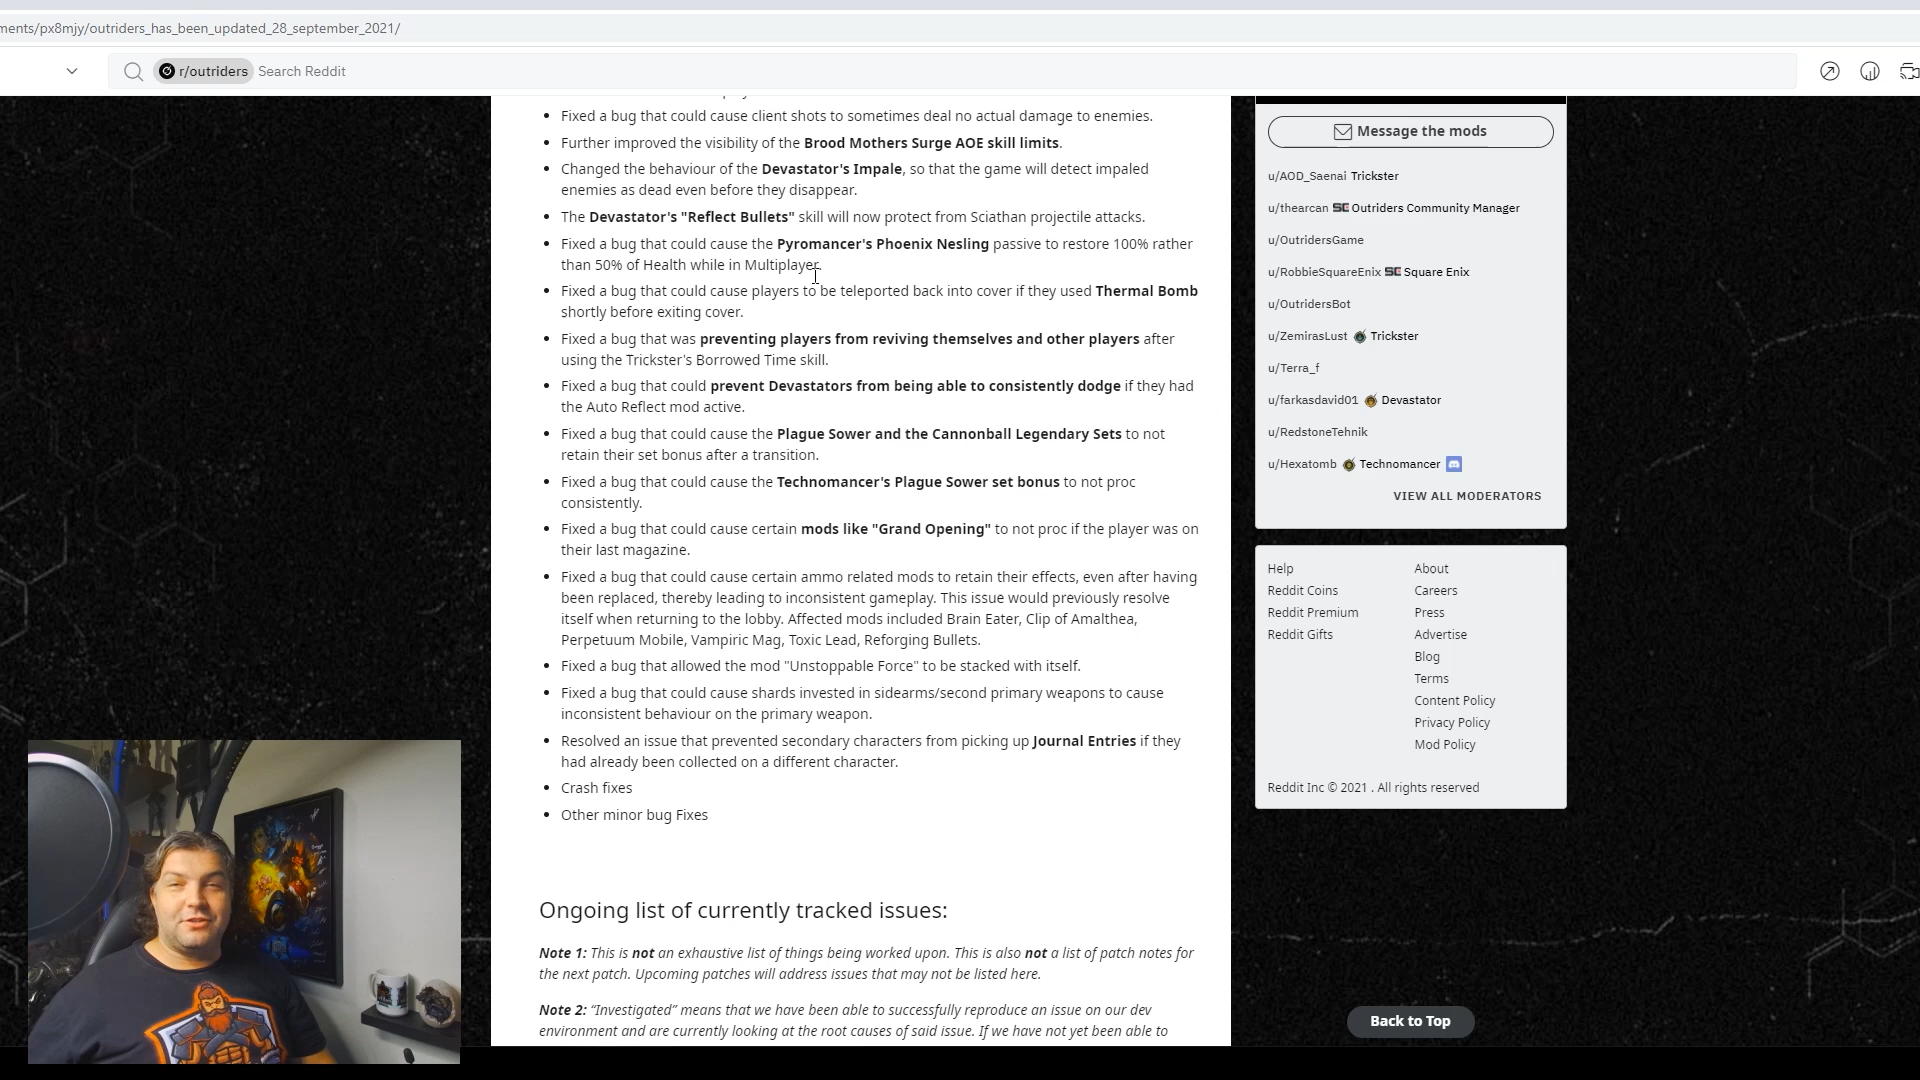 nents/px8mjy/outriders_has_been_updated_28_september_2021/
r/outriders Search Reddit
Fixed a bug that could cause client shots to sometimes deal no actual damage to enemies.
Further improved the visibility of the Brood Mothers Surge AOE skill limits.
Changed the behaviour of the Devastator's Impale, so that the game will detect impaled
enemies as dead even before they disappear.
The Devastator's "Reflect Bullets" skill will now protect from Sciathan projectile attacks.
Fixed a bug that could cause the Pyromancer's Phoenix Nesling passive to restore 100% rather
than 50% of Health while in Multiplayer.
Fixed a bug that could cause players to be teleported back into cover if they used Thermal Bomb
shortly before exiting cover.
Fixed a bug that was preventing players from reviving themselves and other players after
using the Trickster's Borrowed Time skill.
Fixed a bug that could prevent Devastators from being able to consistently dodge if they had
the Auto Reflect mod active.
Fixed a bug that could cause the Plague Sower and the Cannonball Legendary Sets to not
retain their set bonus after a transition.
Fixed a bug that could cause the Technomancer's Plague Sower set bonus to not proc
consistently.
Fixed a bug that could cause certain mods like "Grand Opening" to not proc if the player was on
their last magazine.
Fixed a bug that could cause certain ammo related mods to retain their effects, even after having
been replaced, thereby leading to inconsistent gameplay. This issue would previously resolve
itself when returning to the lobby. Affected mods included Brain Eater, Clip of Amalthea,
Perpetuum Mobile, Vampiric Mag, Toxic Lead, Reforging Bullets.
Fixed a bug that allowed the mod "Unstoppable Force" to be stacked with itself.
Fixed a bug that could cause shards invested in sidearms/second primary weapons to cause
inconsistent behaviour on the primary weapon.
Resolved an issue that prevented secondary characters from picking up Journal Entries if they
had already been collected on a different character.
Crash fixes
Other minor bug Fixes
Ongoing list of currently tracked issues:
Note 1: This is not an exhaustive list of things being worked upon. This is also not a list of patch notes for
the next patch. Upcoming patches will address issues that may not be listed here.
Note 2: “Investigated” means that we have been able to successfully reproduce an issue on our dev
environment and are currently looking at the root causes of said issue. If we have not yet been able to
Message the mods
u/AOD_Saenai Trickster
u/thearcan Outriders Community Manager
u/OutridersGame
u/RobbieSquareEnix Square Enix
u/OutridersBot
u/ZemirasLust Trickster
u/Terra_f
u/farkasdavid01 Devastator
u/RedstoneTehnik
u/Hexatomb Technomancer
VIEW ALL MODERATORS
Help About
Reddit Coins Careers
Reddit Premium Press
Reddit Gifts Advertise
Blog
Terms
Content Policy
Privacy Policy
Mod Policy
Reddit Inc © 2021 . All rights reserved
Back to Top